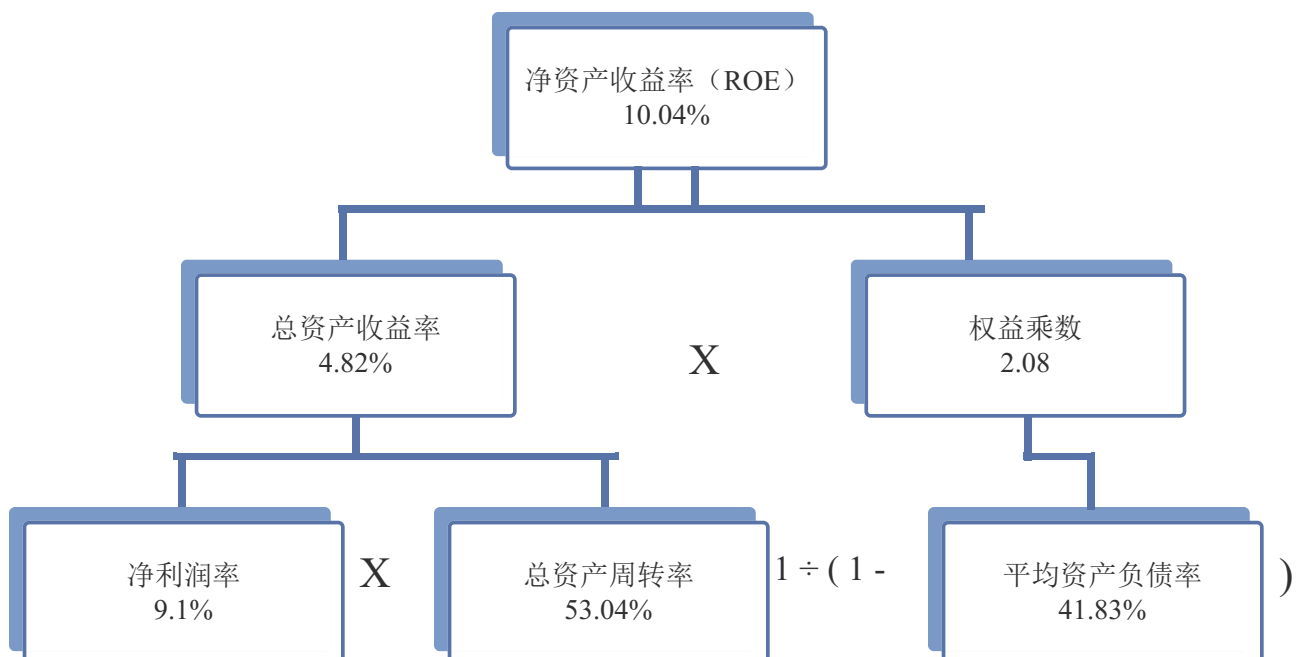 净资产收益率（ROE）
10.04%
总资产收益率
4.82%
X
权益乘数
2.08
净利润率
9.1%
X
总资产周转率
53.04%
1 ÷ ( 1 -
平均资产负债率
41.83%
)